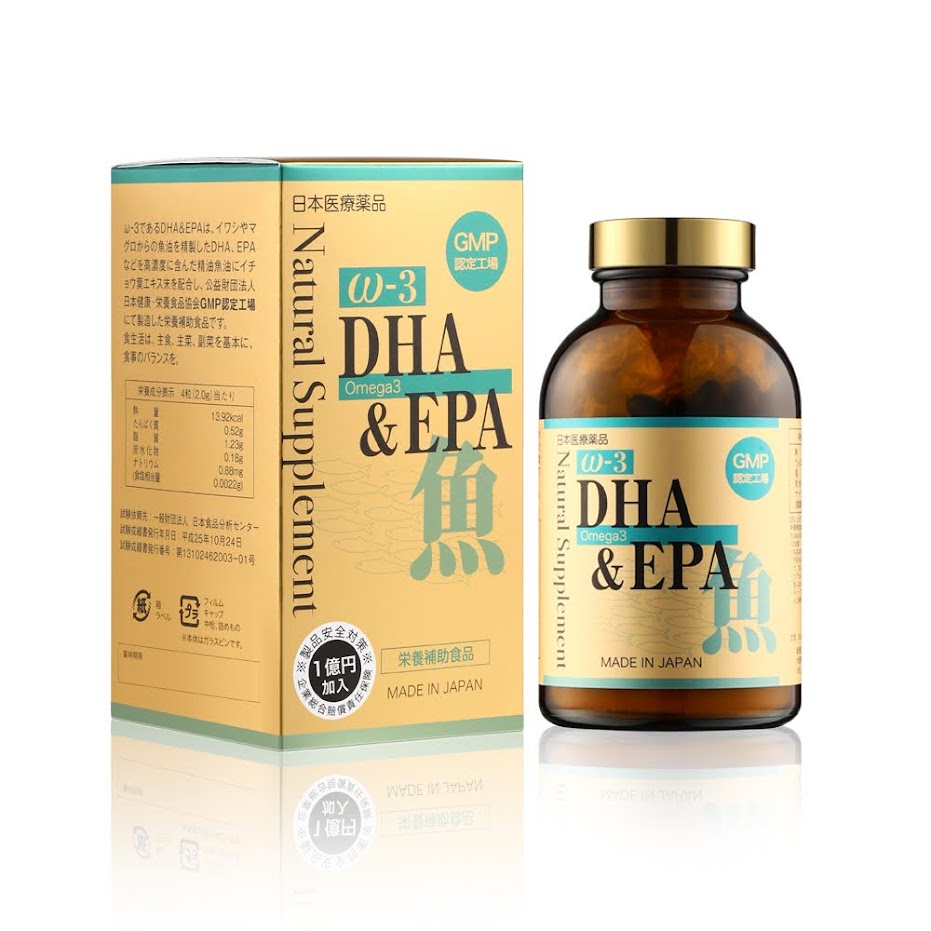 ω-3であるDHA&EPAは、イワシやマ
グロからの魚油を精製したDHA、EPA
などを高濃度に含んだ精油魚油にイチ
ョウ葉エキス末を配合し、公益財団法人
日本健康・栄養食品協会GMP認定工場
にて製造した栄養補助食品です。
食生活は、主食、主菜、副菜を基本に、
食事のバランスを。
栄養成分表示 4粒(2.0g)当たり
熱量 13.92kcal
たんぱく質 0.52g
脂質 1.23g
炭水化物 0.18g
ナトリウム 0.88mg
(食塩相当量 0.0022g)
試験依頼先:一般財団法人 日本食品分析センター
試験成績書発行年月日:平成25年10月24日
試験成績書発行番号:第13102462003-01号
紙
箱
ラベル
プラ
フィルム
キャップ
中栓、詰めもの
※本体はガラスビンです。
賞味期限
日本医療薬品
Natural Supplement
GMP
認定工場
ω-3
DHA
Omega3
&EPA
魚
※製品安全対策※
1億円
加入
企業総合賠償責任保険
栄養補助食品
MADE IN JAPAN
日本医療薬品
Natural Supplement
GMP
認定工場
ω-3
DHA
Omega3
&EPA
魚
MADE IN JAPAN